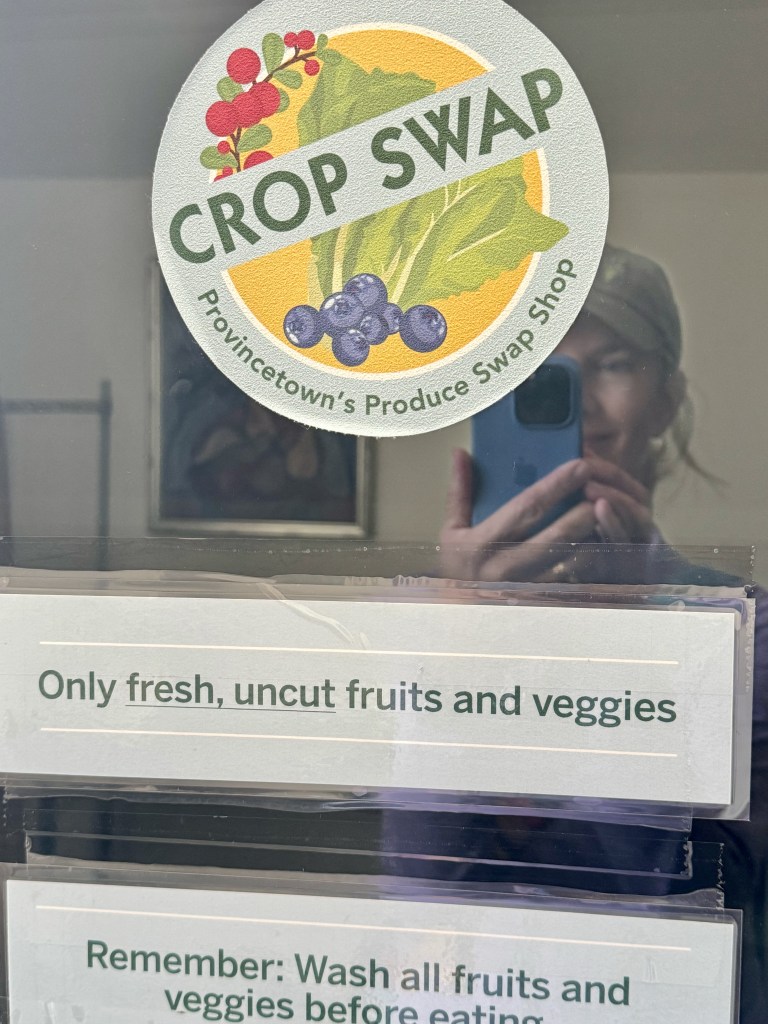 CROP SWAP
Provincetown's Produce Swap Shop
Only fresh, uncut fruits and veggies
Remember: Wash all fruits and
veggies before eating